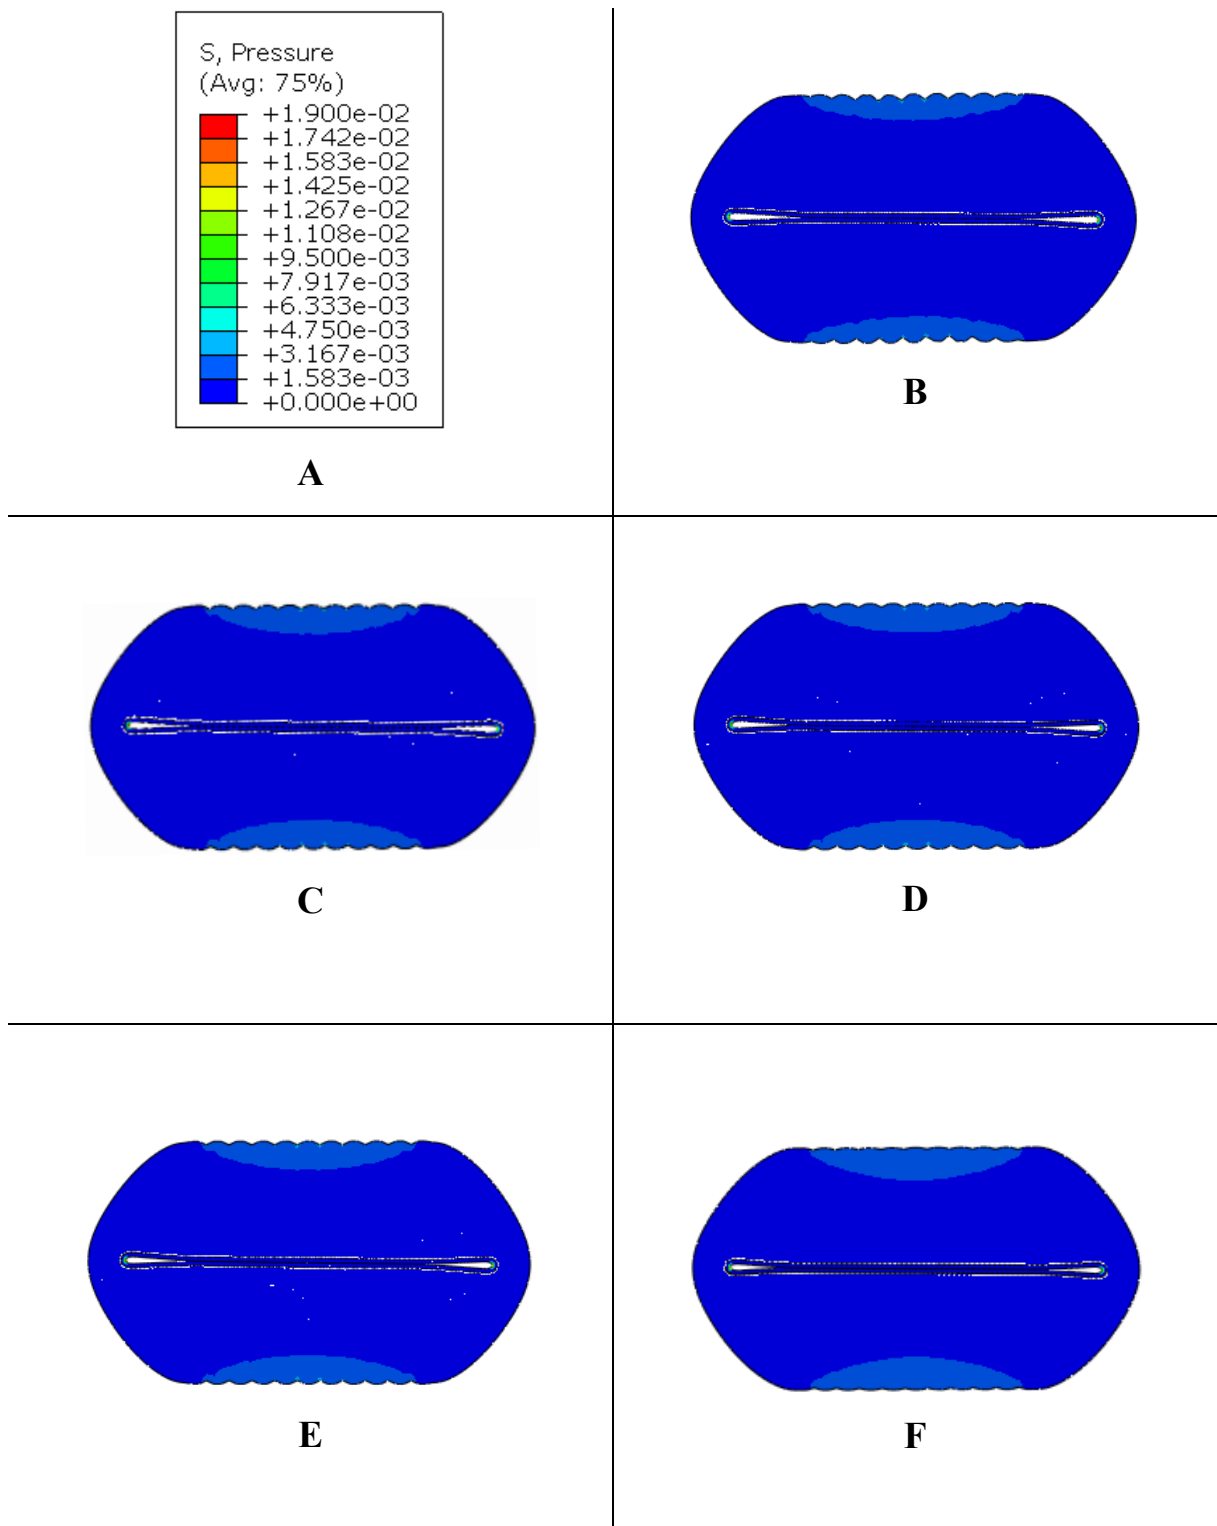 S, Pressure
(Avg: 75%)
+1.900e-02
+1.742e-02
+1.583e-02
+1.425e-02
+1.267e-02
+1.108e-02
+9.500e-03
+7.917e-03
+6.333e-03
+4.750e-03
+3.167e-03
+1.583e-03
+0.000e+00
A
B
C
D
E
F